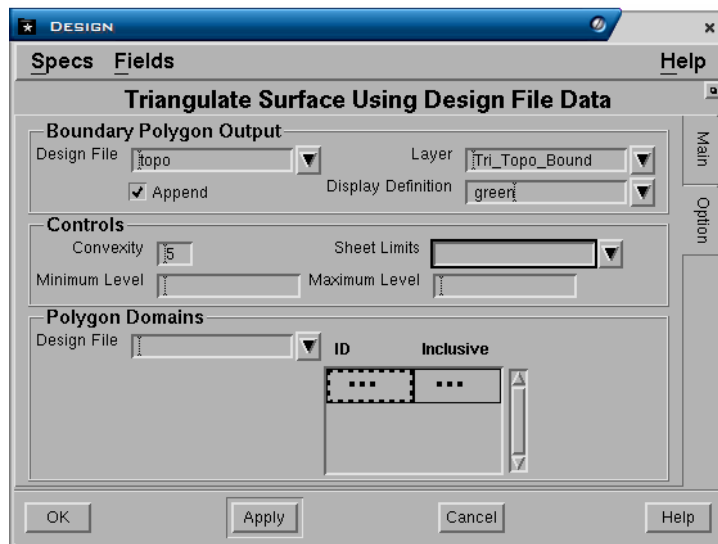 DESIGN
Specs Fields Help
Triangulate Surface Using Design File Data
Boundary Polygon Output
Design File topo Layer Tri_Topo_Bound
Append Display Definition green
Controls
Convexity 5 Sheet Limits
Minimum Level Maximum Level
Polygon Domains
Design File ID Inclusive
... ...
Main
Option
OK Apply Cancel Help